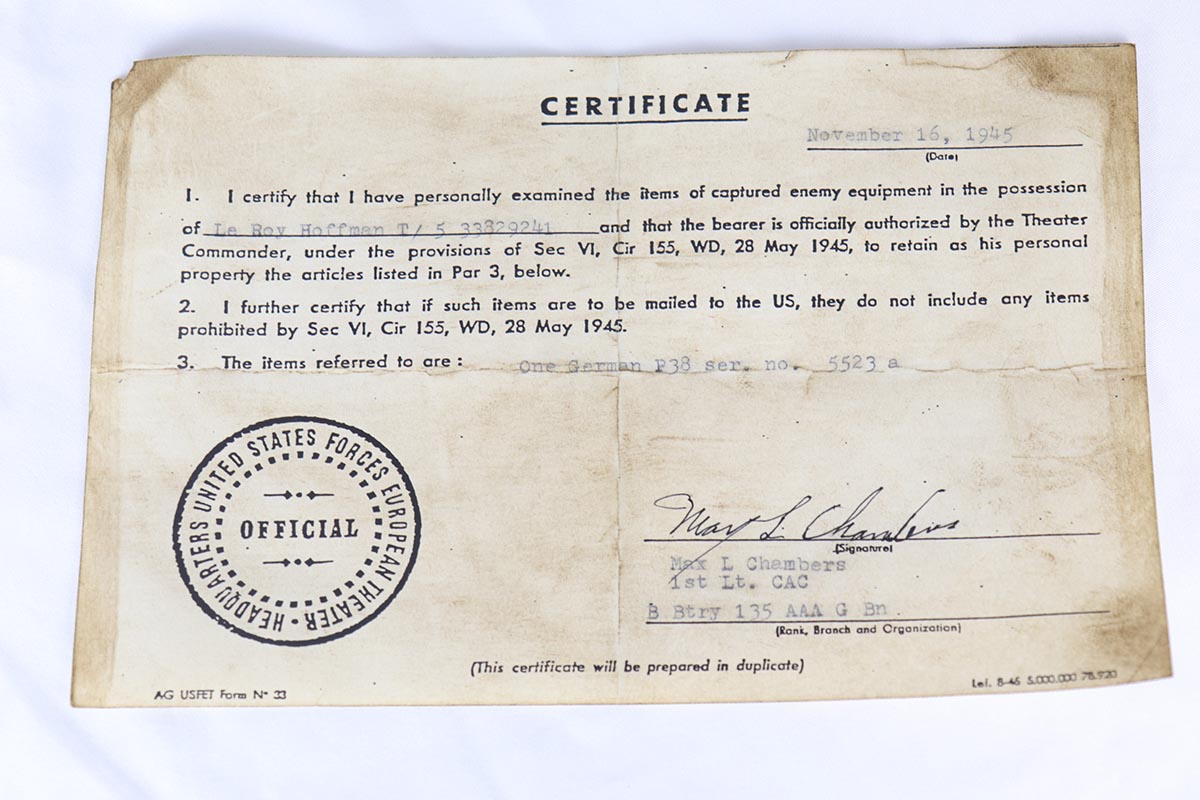 CERTIFICATE
November 16, 1945
(Date)
1. I certify that I have personally examined the items of captured enemy equipment in the possession
of Le Roy Hoffman T/ 5 33829241 and that the bearer is officially authorized by the Theater
Commander, under the provisions of Sec VI, Cir 155, WD, 28 May 1945, to retain as his personal
property the articles listed in Par 3, below.
2. I further certify that if such items are to be mailed to the US, they do not include any items
prohibited by Sec VI, Cir 155, WD, 28 May 1945.
3. The items referred to are : One German P38 ser. no. 5523 a
HEADQUARTERS UNITED STATES FORCES EUROPEAN THEATER •
OFFICIAL
Max L Chambers
(Signature)
Max L Chambers
1st Lt. CAC
B Btry 135 AAA G Bn
(Rank, Branch and Organization)
(This certificate will be prepared in duplicate)
AG USFET Form N° 33
Lef. 8-45 5.000.000 78.920